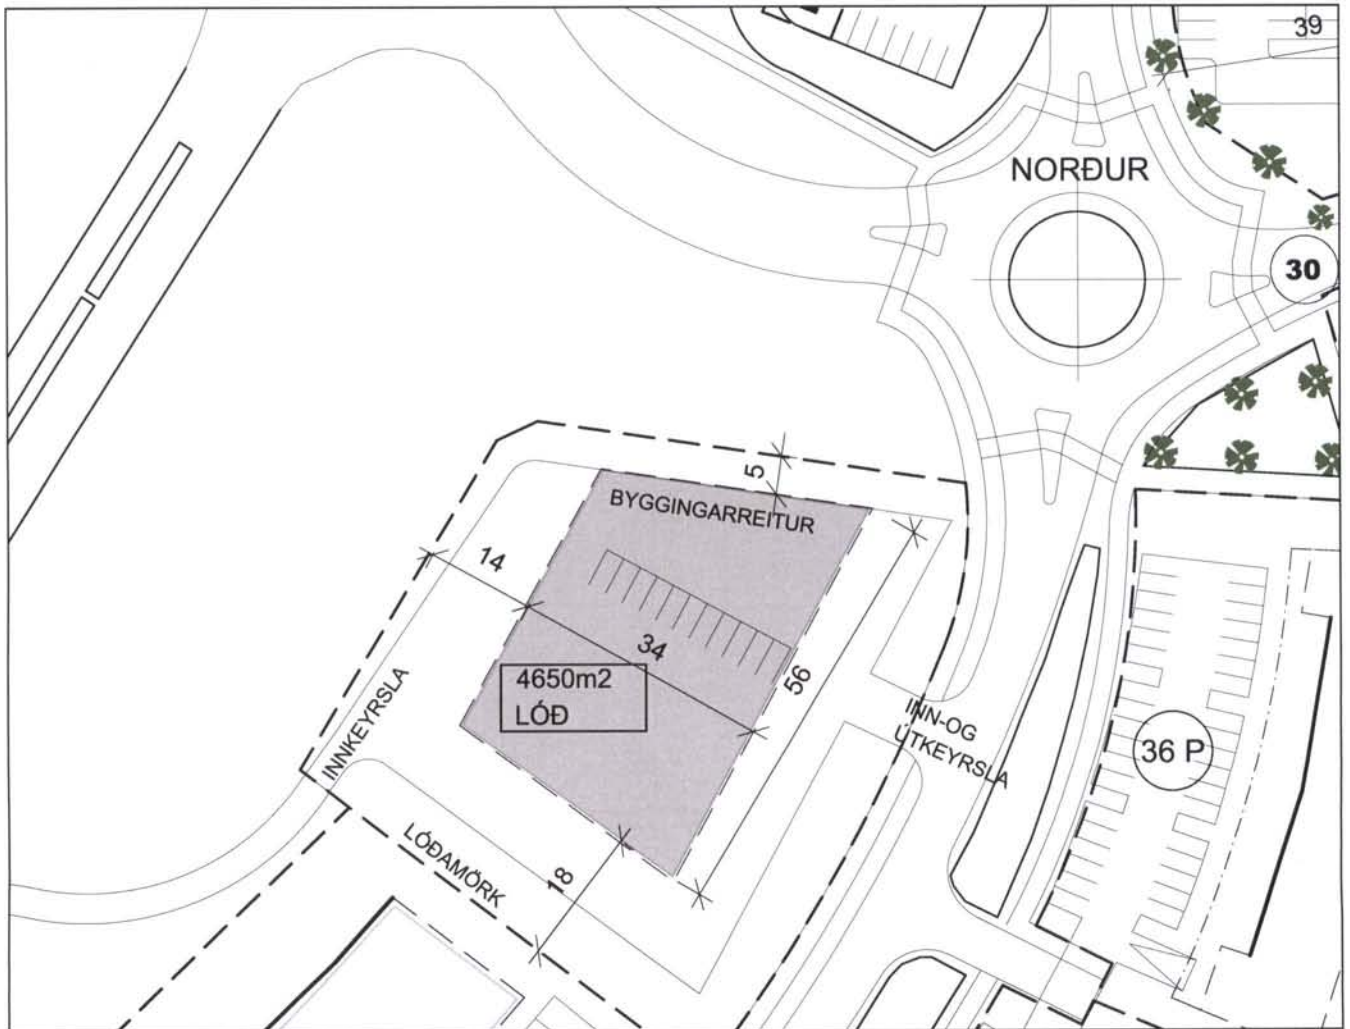 39
NORÐUR
30
5
BYGGINGARREITUR
14
34
4650m2
LÓÐ
56
INNKEYRSLA
INN-OG
ÚTKEYRSLA
36 P
LÓÐAMÖRK
18